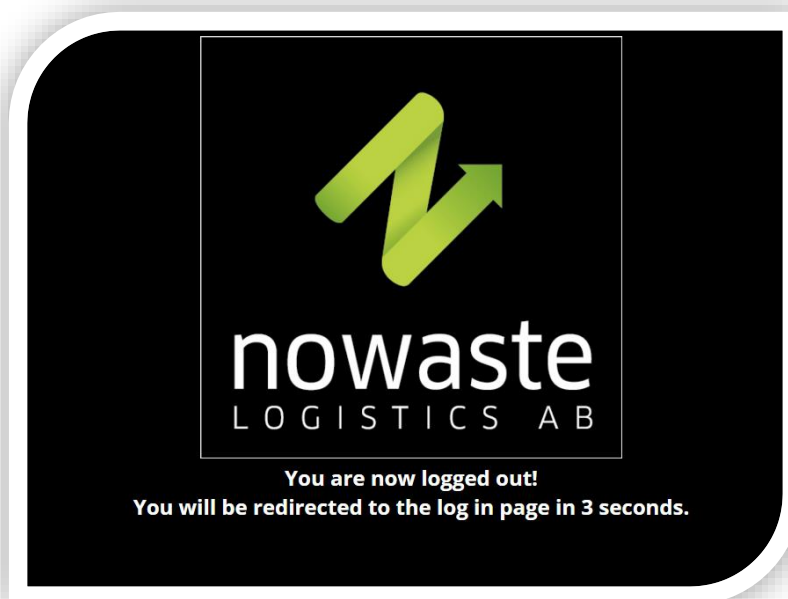 nowaste
LOGISTICS AB
You are now logged out!
You will be redirected to the log in page in 3 seconds.